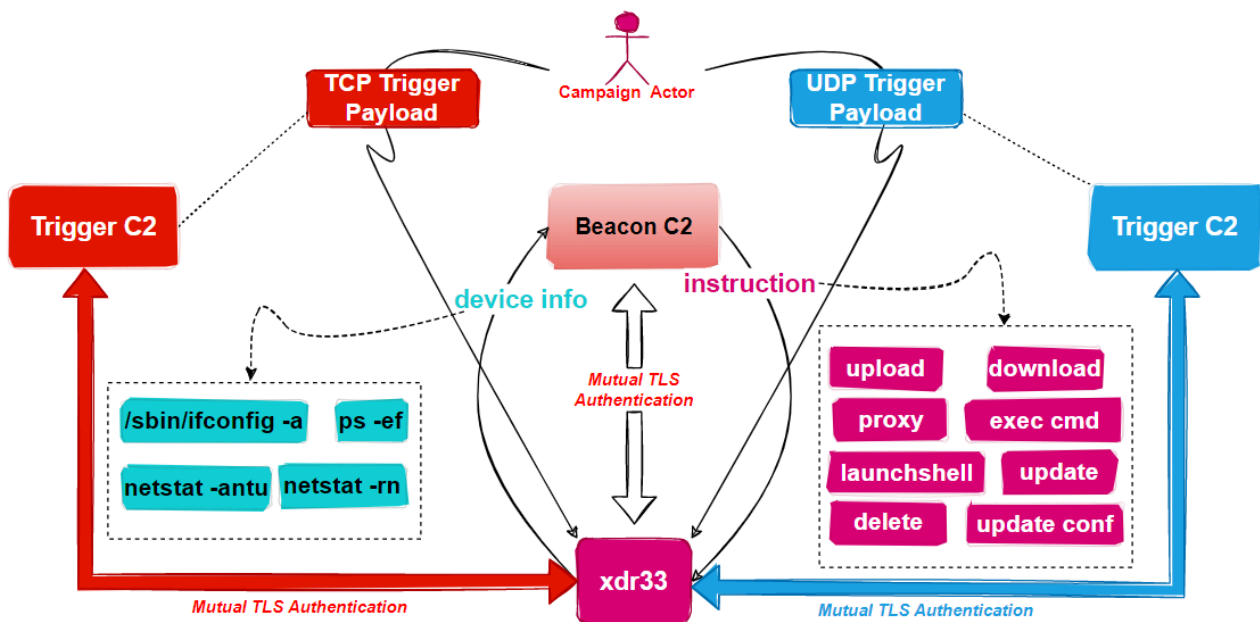 Campaign Actor
TCP Trigger
Payload
UDP Trigger
Payload
Trigger C2
Beacon C2
Trigger C2
device info
instruction
Mutual TLS
Authentication
/sbin/ifconfig -a
ps -ef
netstat -antu
netstat -rn
upload
download
proxy
exec cmd
launchshell
update
delete
update conf
xdr33
Mutual TLS Authentication
Mutual TLS Authentication